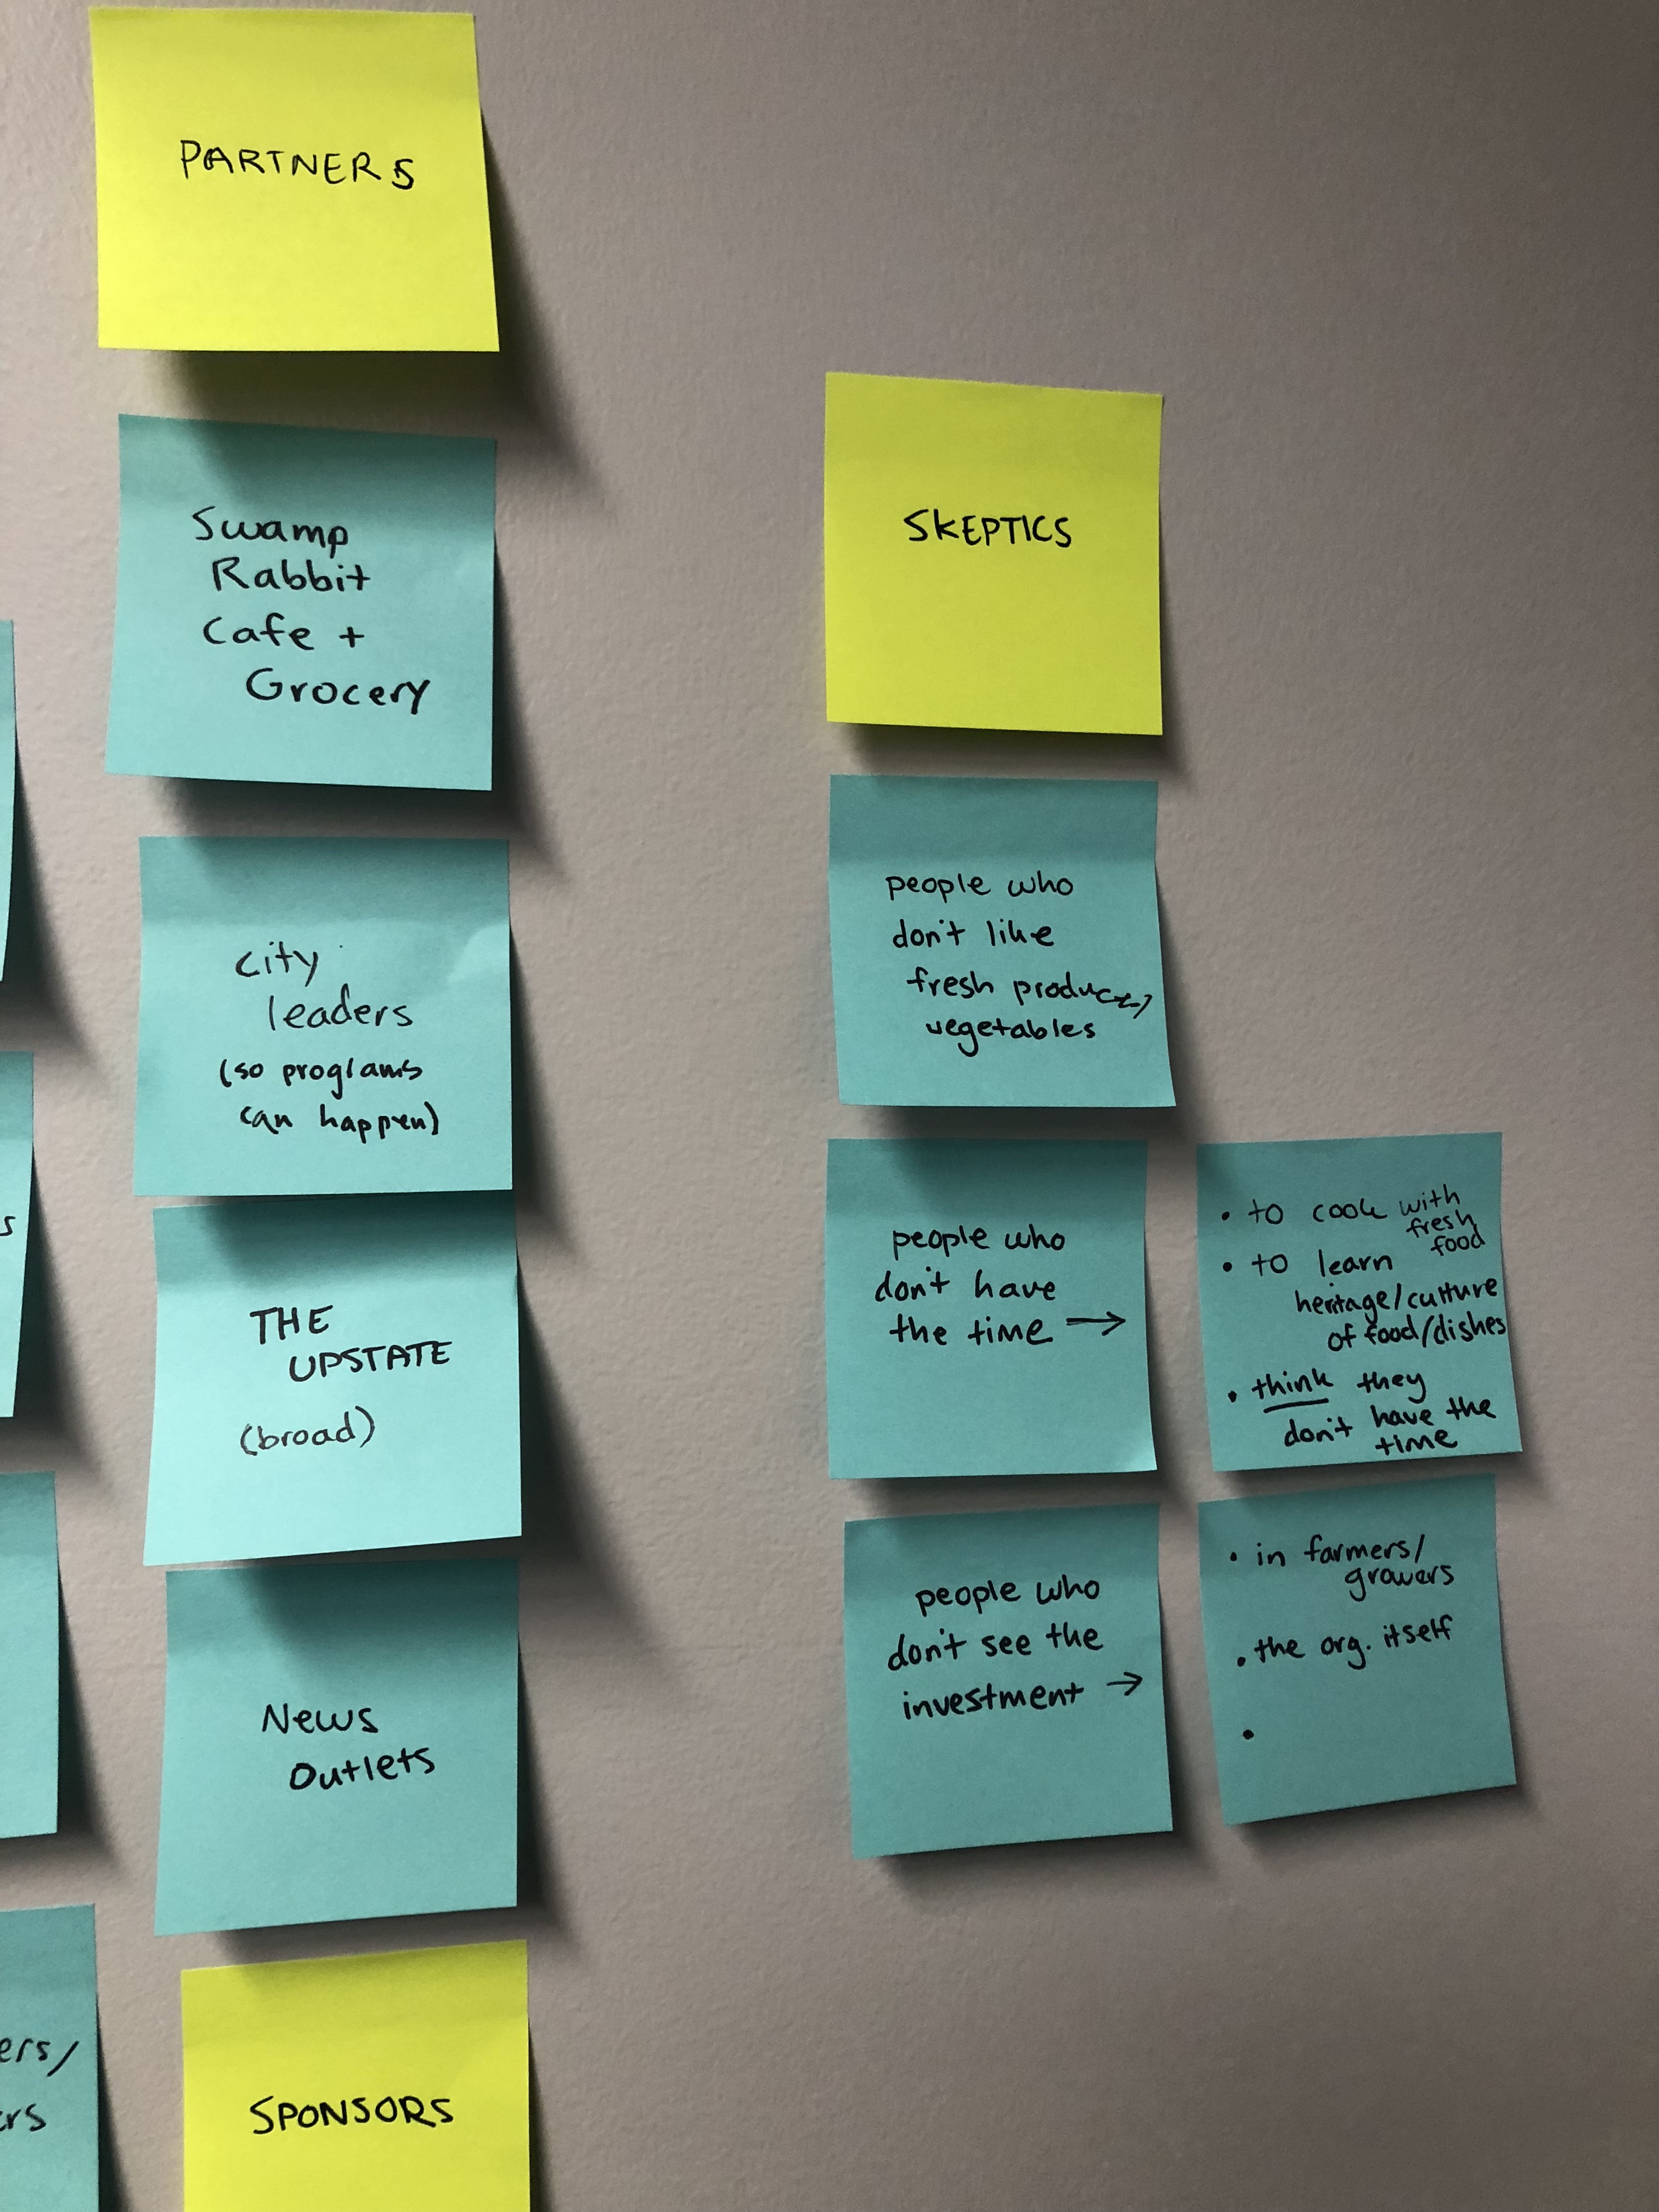 PARTNERS
Swamp
Rabbit
Cafe +
Grocery
city
leaders
(so programs
can happen)
THE
UPSTATE
(broad)
News
Outlets
SPONSORS
SKEPTICS
people who
don't like
fresh produce/
vegetables
people who
don't have
the time →
• to cook with
fresh
food
• to learn
heritage/culture
of food/dishes
• think they
don't have the
time
people who
don't see the
investment →
• in farmers/
growers
• the org. itself
•
s
ers/
ers